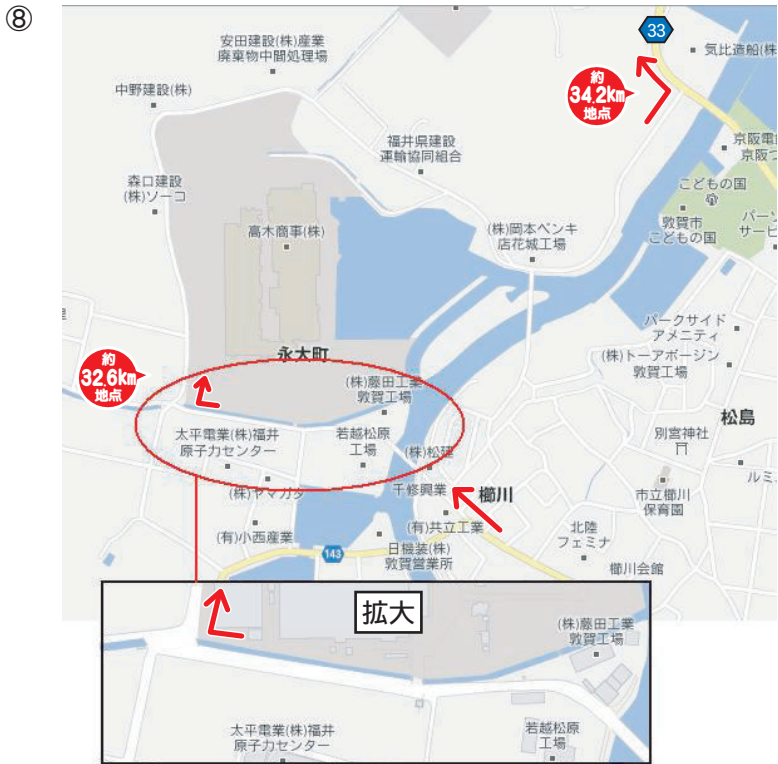 ⑧
安田建設(株)産業
廃棄物中間処理場
33
気比造船(株
約
34.2km
地点
中野建設(株)
福井県建設
運輸協同組合
京阪電
京阪つ
森口建設
(株)ソーコ
こどもの国
高木商事(株)
(株)岡本ペンキ
店花城工場
敦賀市
こどもの国
パーソ
サービ
パークサイド
アメニティ
約
32.6km
地点
永大町
(株)藤田工業
敦賀工場
(株)トーアボージン
敦賀工場
松島
太平電業(株)福井
原子力センター
若越松原
工場
(株)松建
別宮神社
(株)ヤマガタ
千修興業
櫛川
市立櫛川
保育園
ルミ
(有)小西産業
(有)共立工業
北陸
フェミナ
143
日機装(株)
敦賀営業所
櫛川会館
拡大
(株)藤田工業
敦賀工場
太平電業(株)福井
原子力センター
若越松原
工場